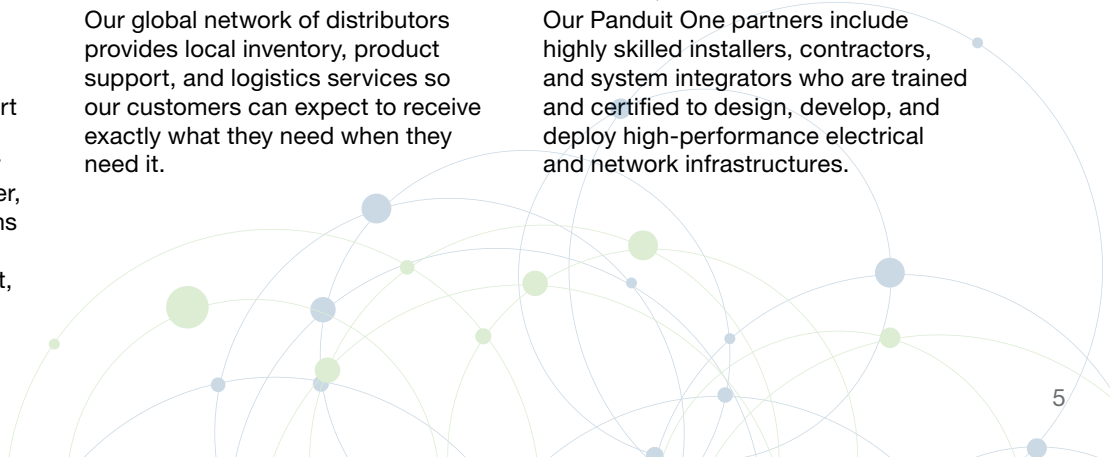 Our global network of distributors
provides local inventory, product
support, and logistics services so
our customers can expect to receive
exactly what they need when they
need it.
Our Panduit One partners include
highly skilled installers, contractors,
and system integrators who are trained
and certified to design, develop, and
deploy high-performance electrical
and network infrastructures.
5